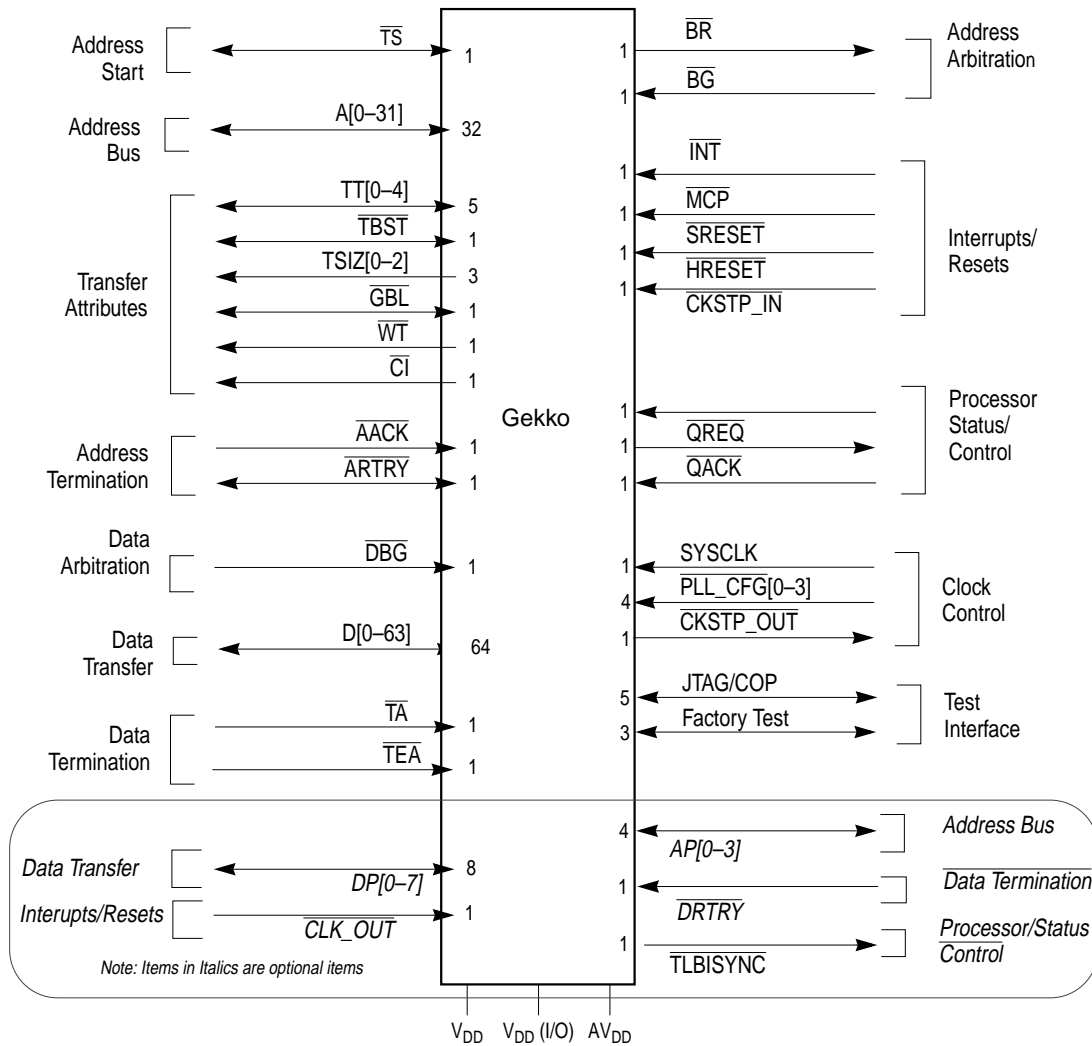 Address
Start
TS
1
Address
Bus
A[0–31]
32
Transfer
Attributes
TT[0–4]
5
TBST
1
TSIZ[0–2]
3
GBL
1
WT
1
CI
1
Address
Termination
AACK
1
ARTRY
1
Data
Arbitration
DBG
1
Data
Transfer
D[0–63]
64
Data
Termination
TA
1
TEA
1
Gekko
1
BR
1
BG
Address
Arbitration
1
INT
1
MCP
1
SRESET
1
HRESET
CKSTP_IN
Interrupts/
Resets
1
1
QREQ
1
QACK
Processor
Status/
Control
1
SYSCLK
4
PLL_CFG[0–3]
1
CKSTP_OUT
Clock
Control
5
JTAG/COP
3
Factory Test
Test
Interface
Data Transfer
DP[0–7]
8
Interupts/Resets
CLK_OUT
1
Note: Items in Italics are optional items
4
AP[0–3]
Address Bus
1
DRTRY
Data Termination
1
TLBISYNC
Processor/Status
Control
VDD
VDD (I/O)
AVDD